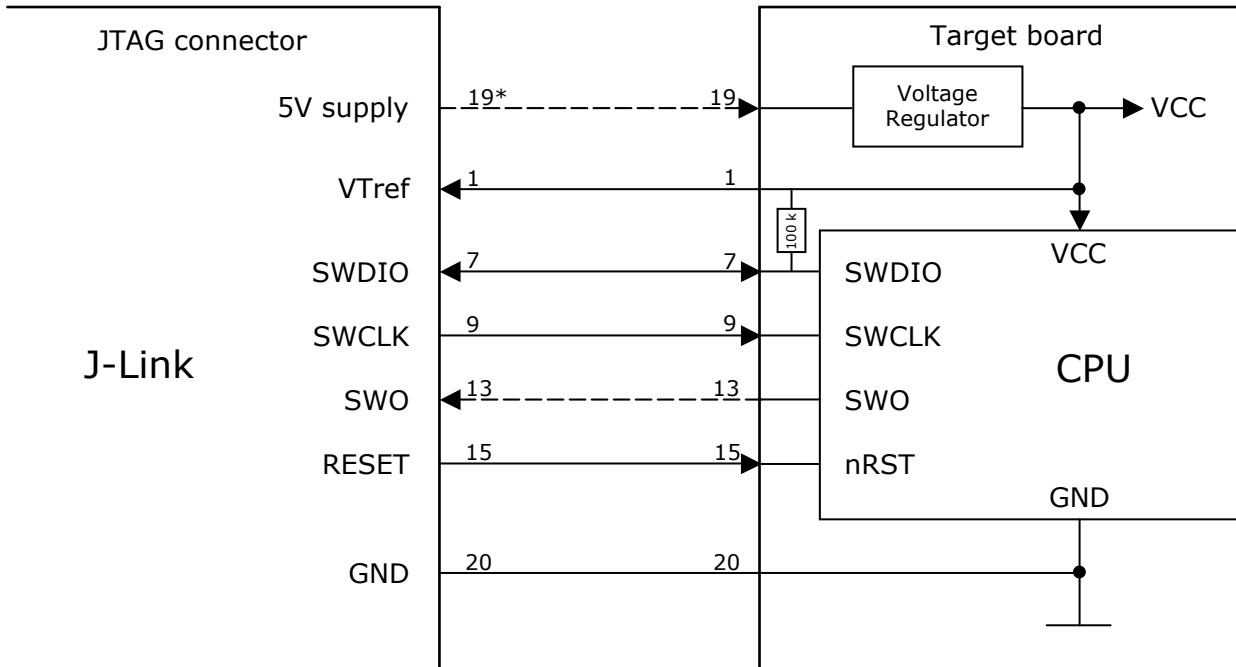 JTAG connector
Target board
5V supply
19*
19
Voltage
Regulator
VCC
VTref
1
1
100 k
VCC
SWDIO
7
7
SWDIO
SWCLK
9
9
SWCLK
J-Link
CPU
SWO
13
13
SWO
RESET
15
15
nRST
GND
GND
20
20